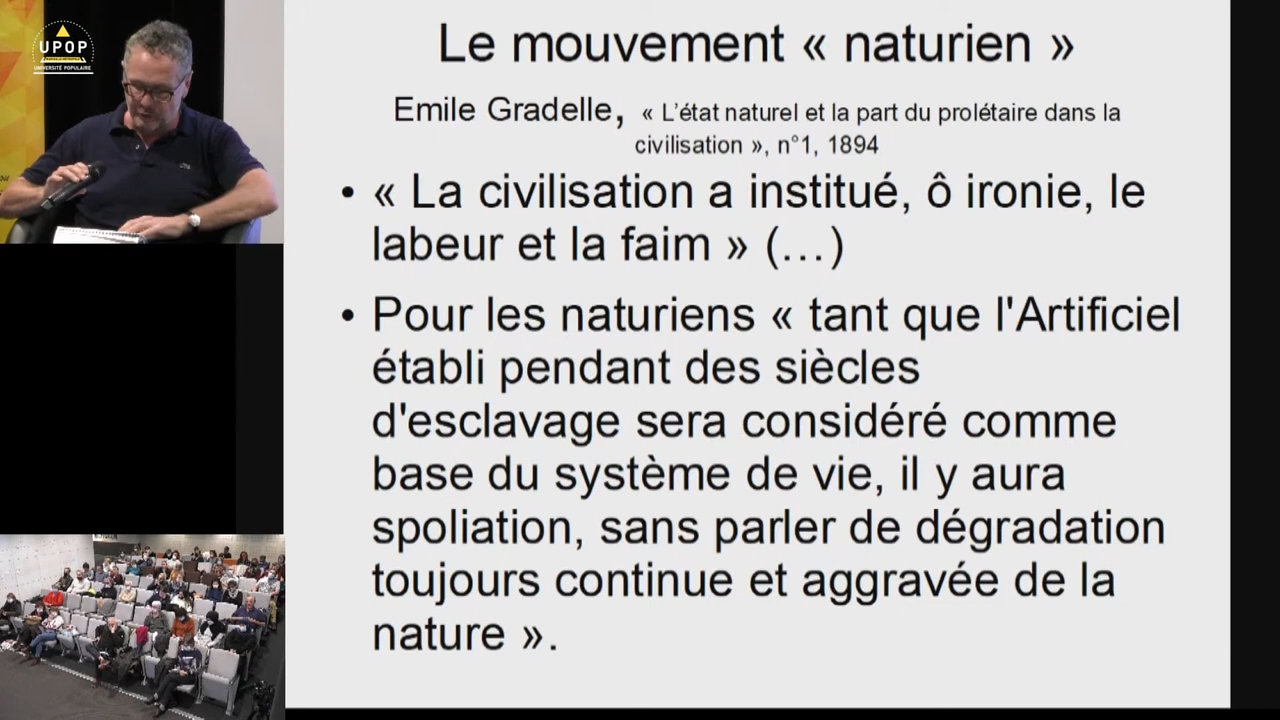 UPOP
UNIVERSITÉ POPULAIRE
Le mouvement « naturien »
Emile Gradelle, « L’état naturel et la part du prolétaire dans la
civilisation », n°1, 1894
• « La civilisation a institué, ô ironie, le
labeur et la faim » (…)
• Pour les naturiens « tant que l'Artificiel
établi pendant des siècles
d'esclavage sera considéré comme
base du système de vie, il y aura
spoliation, sans parler de dégradation
toujours continue et aggravée de la
nature ».